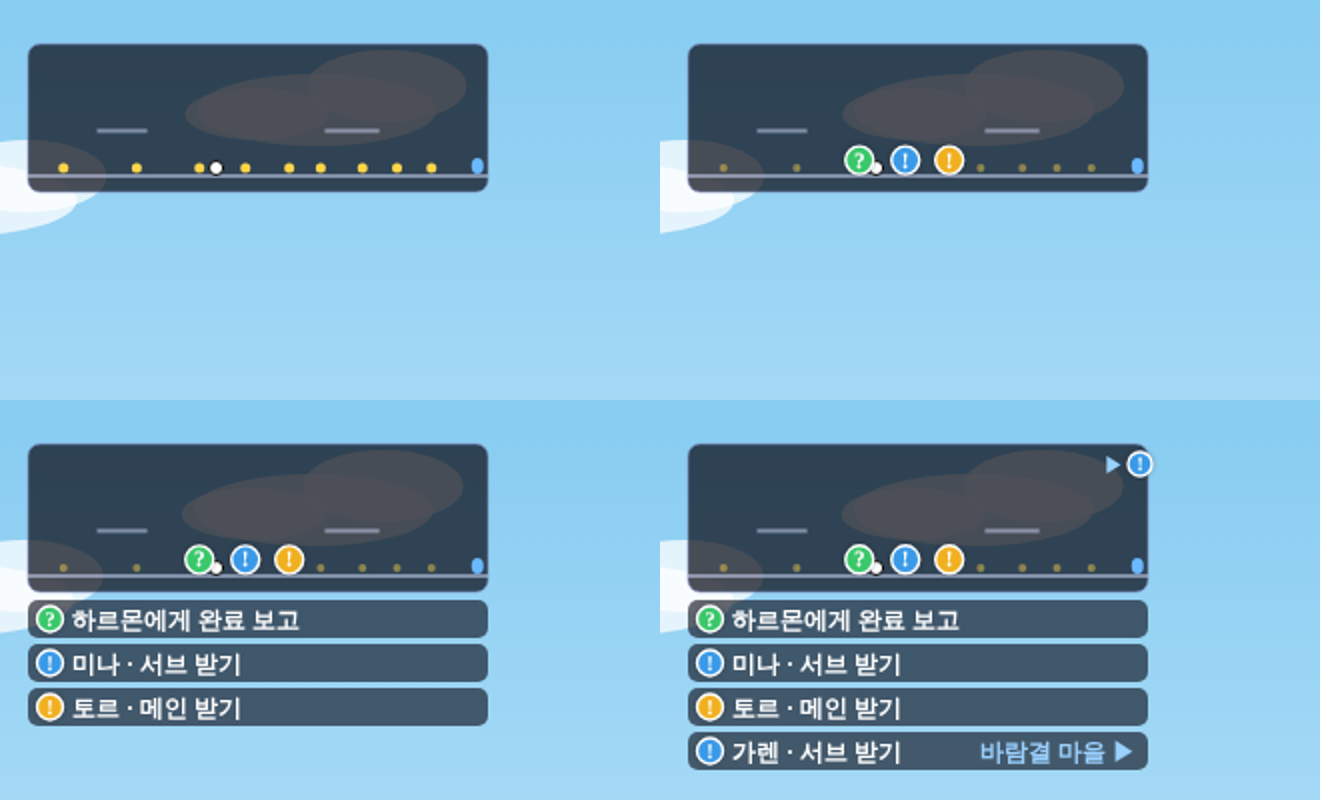 ? ! !
? ! !
? 하르몬에게 완료 보고
! 미나 · 서브 받기
! 토르 · 메인 받기
!
? ! !
? 하르몬에게 완료 보고
! 미나 · 서브 받기
! 토르 · 메인 받기
! 가렌 · 서브 받기 바람결 마을 ▶